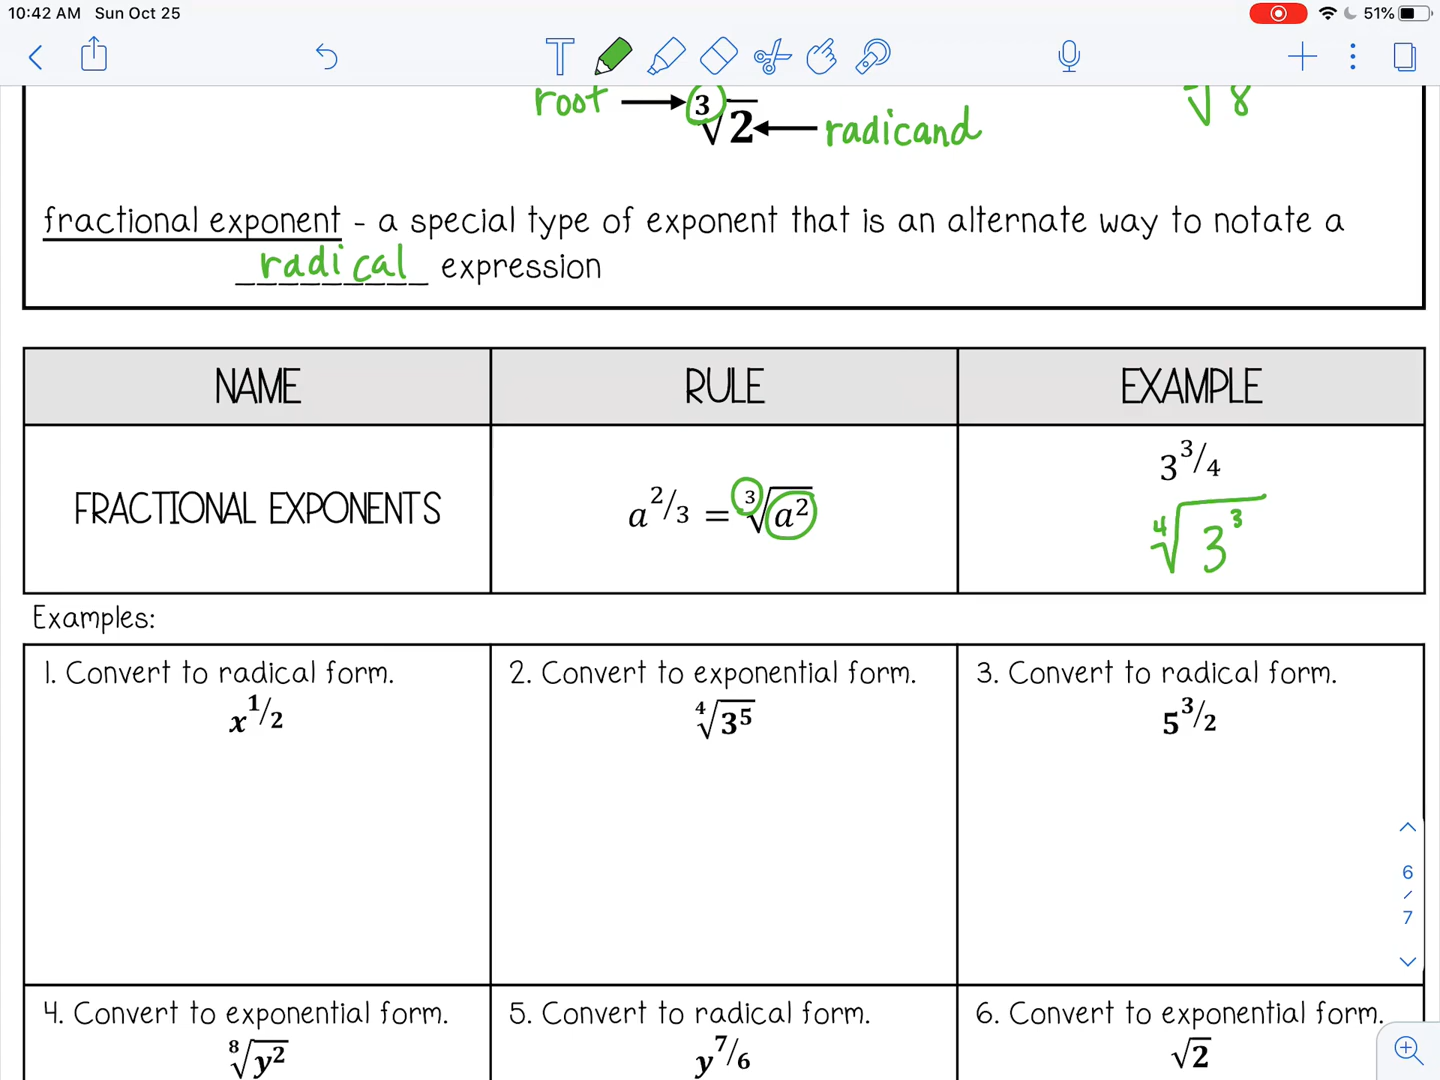 10:42 AM Sun Oct 25 51%
root → ∛2 ← radicand
√8
fractional exponent - a special type of exponent that is an alternate way to notate a
radical expression
NAME RULE EXAMPLE
FRACTIONAL EXPONENTS
a^2/3 = ∛(a²)
3^3/4
∜(3³)
Examples:
1. Convert to radical form.
x^1/2
2. Convert to exponential form.
∜(3⁵)
3. Convert to radical form.
5^3/2
6
/
7
4. Convert to exponential form.
⁸√(y²)
5. Convert to radical form.
y^7/6
6. Convert to exponential form.
√2